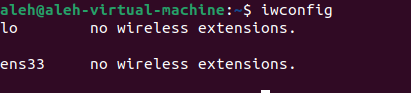 aleh@aleh-virtual-machine:~$ iwconfig
lo        no wireless extensions.
ens33     no wireless extensions.